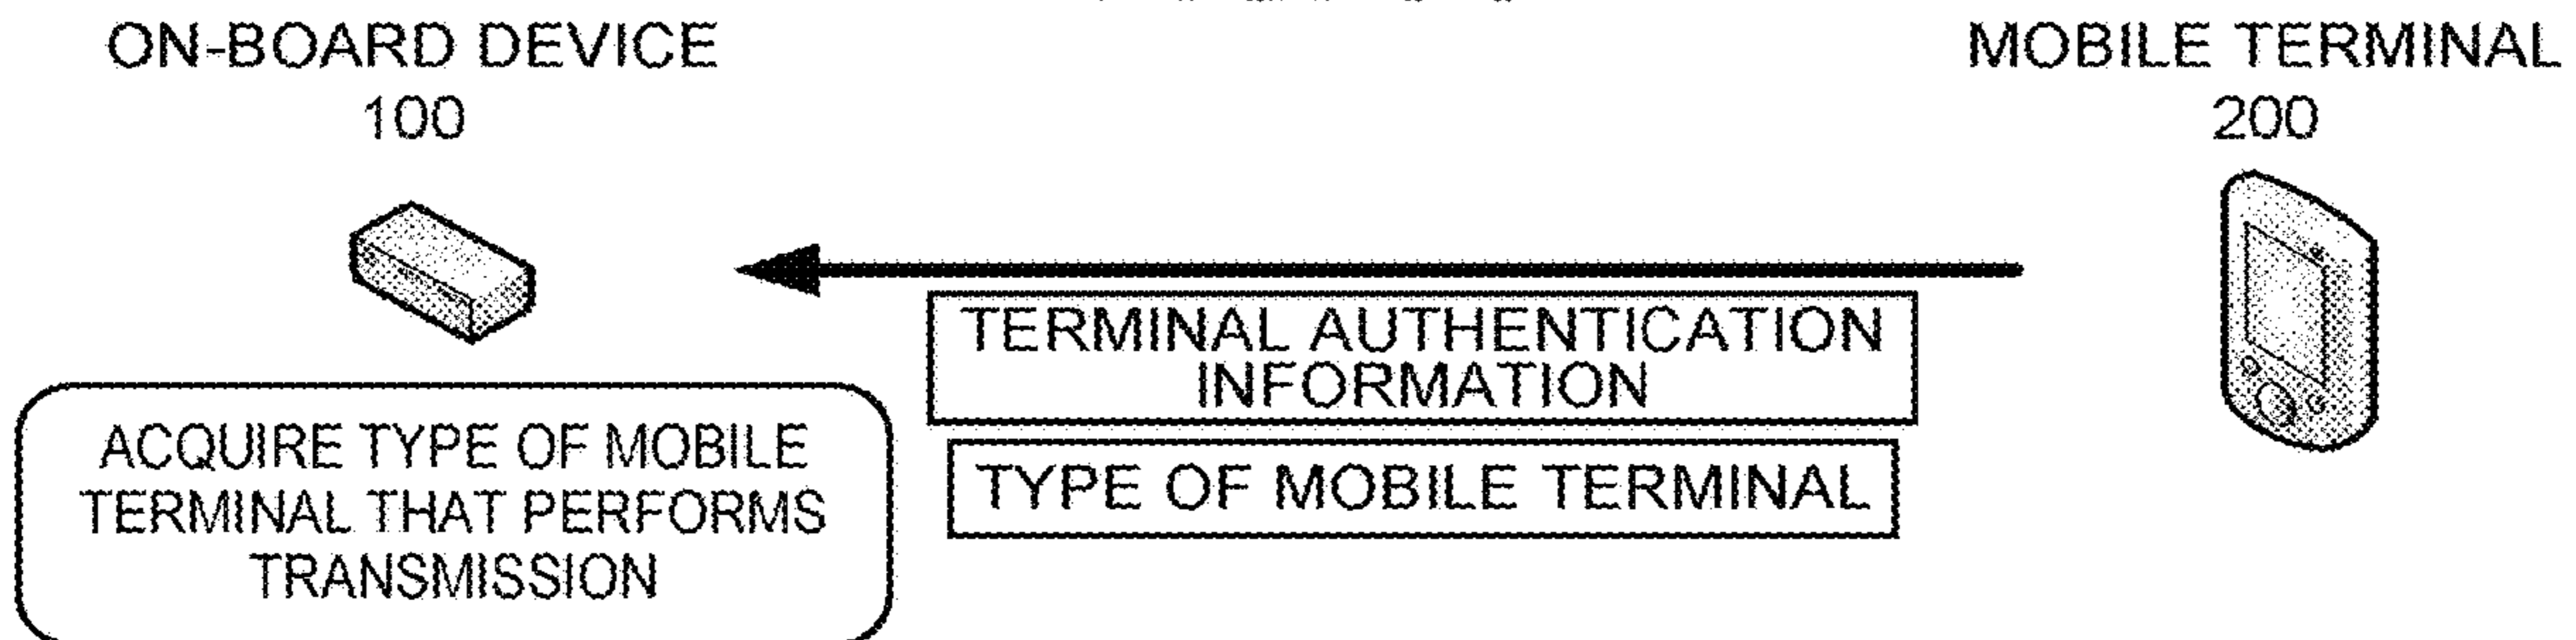 ON-BOARD DEVICE
100
MOBILE TERMINAL
200
TERMINAL AUTHENTICATION
INFORMATION
TYPE OF MOBILE TERMINAL
ACQUIRE TYPE OF MOBILE
TERMINAL THAT PERFORMS
TRANSMISSION